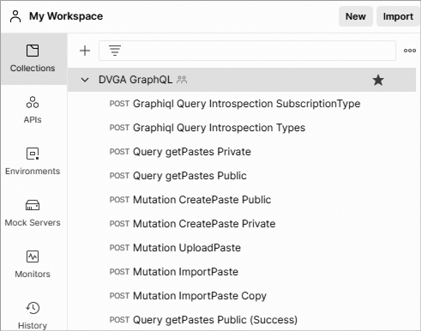 My Workspace
New
Import
Collections
APIs
Environments
Mock Servers
Monitors
History
DVGA GraphQL
POST Graphiql Query Introspection SubscriptionType
POST Graphiql Query Introspection Types
POST Query getPastes Private
POST Query getPastes Public
POST Mutation CreatePaste Public
POST Mutation CreatePaste Private
POST Mutation UploadPaste
POST Mutation ImportPaste
POST Mutation ImportPaste Copy
POST Query getPastes Public (Success)